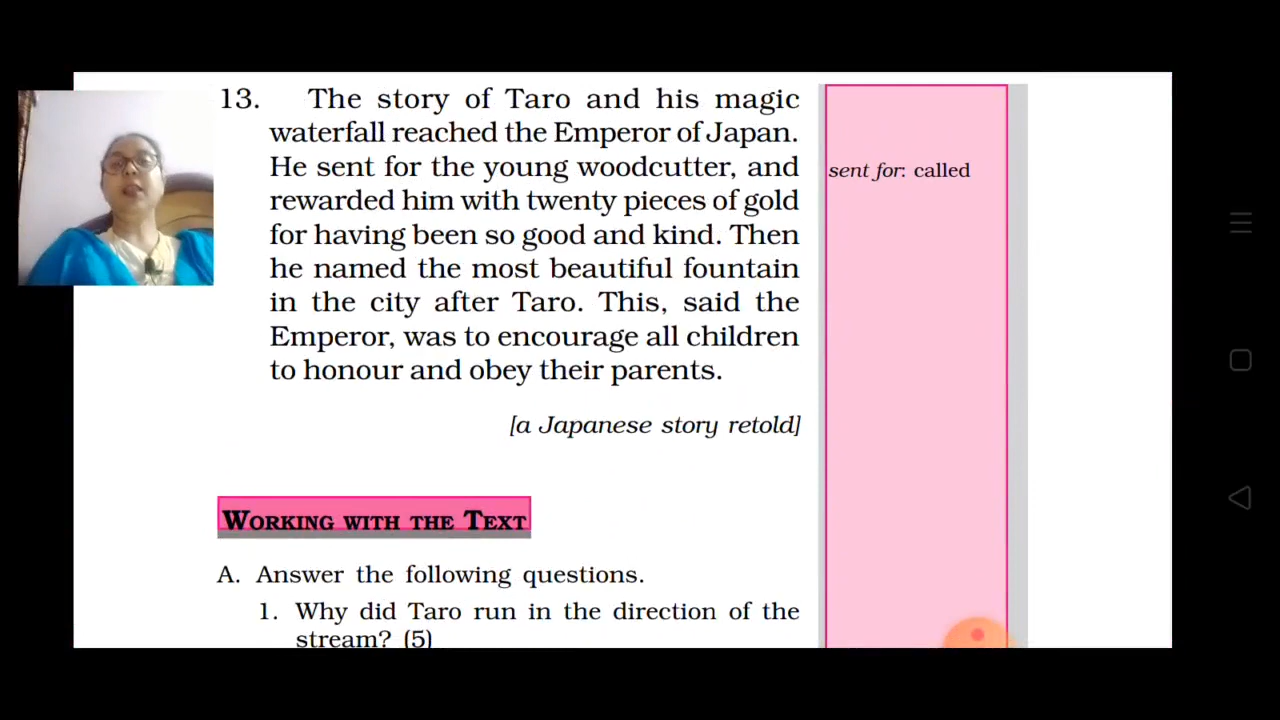 13. The story of Taro and his magic
waterfall reached the Emperor of Japan.
He sent for the young woodcutter, and
rewarded him with twenty pieces of gold
for having been so good and kind. Then
he named the most beautiful fountain
in the city after Taro. This, said the
Emperor, was to encourage all children
to honour and obey their parents.
[a Japanese story retold]
sent for: called
WORKING WITH THE TEXT
A. Answer the following questions.
1. Why did Taro run in the direction of the
stream? (5)